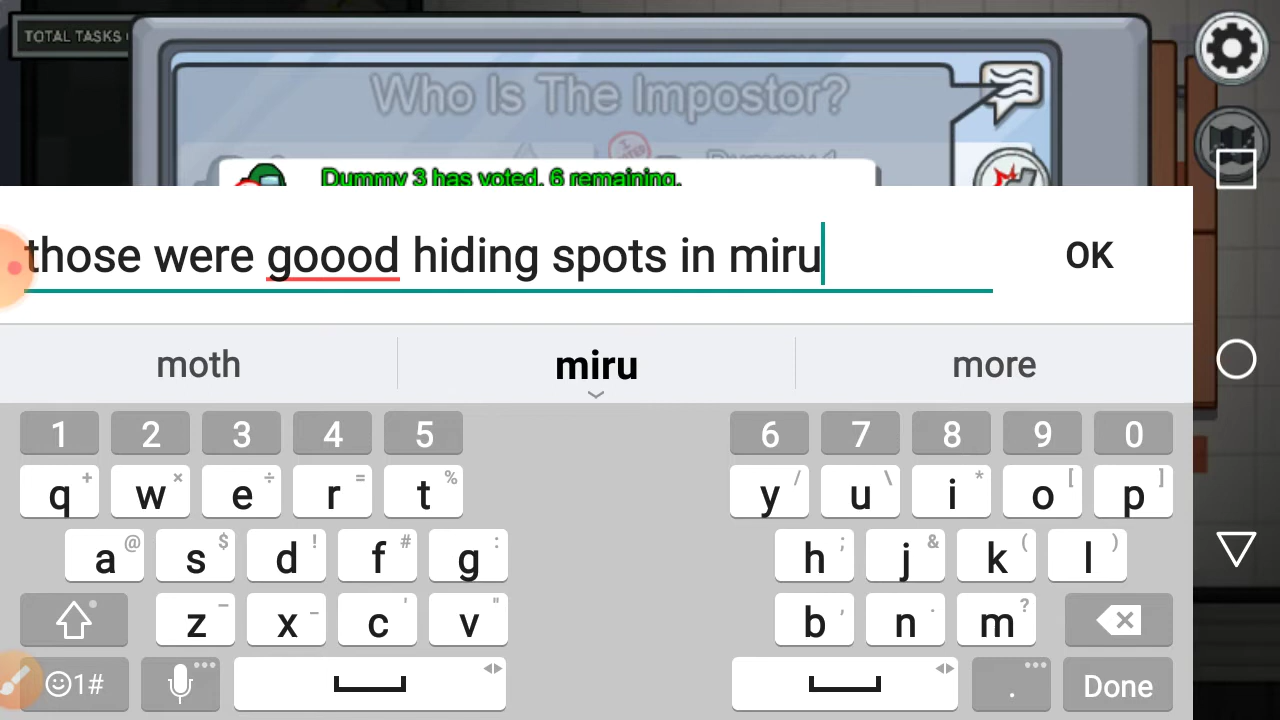 TOTAL TASKS
Who Is The Impostor?
Dummy 3 has voted. 6 remaining.
those were goood hiding spots in miru
OK
moth miru more
1 2 3 4 5 6 7 8 9 0
q + w × e ÷ r = t % y / u \ i * o [ p ]
a @ s $ d ! f # g : h ; j & k ( l )
z – x - c ' v " b , n . m ?
1# . Done